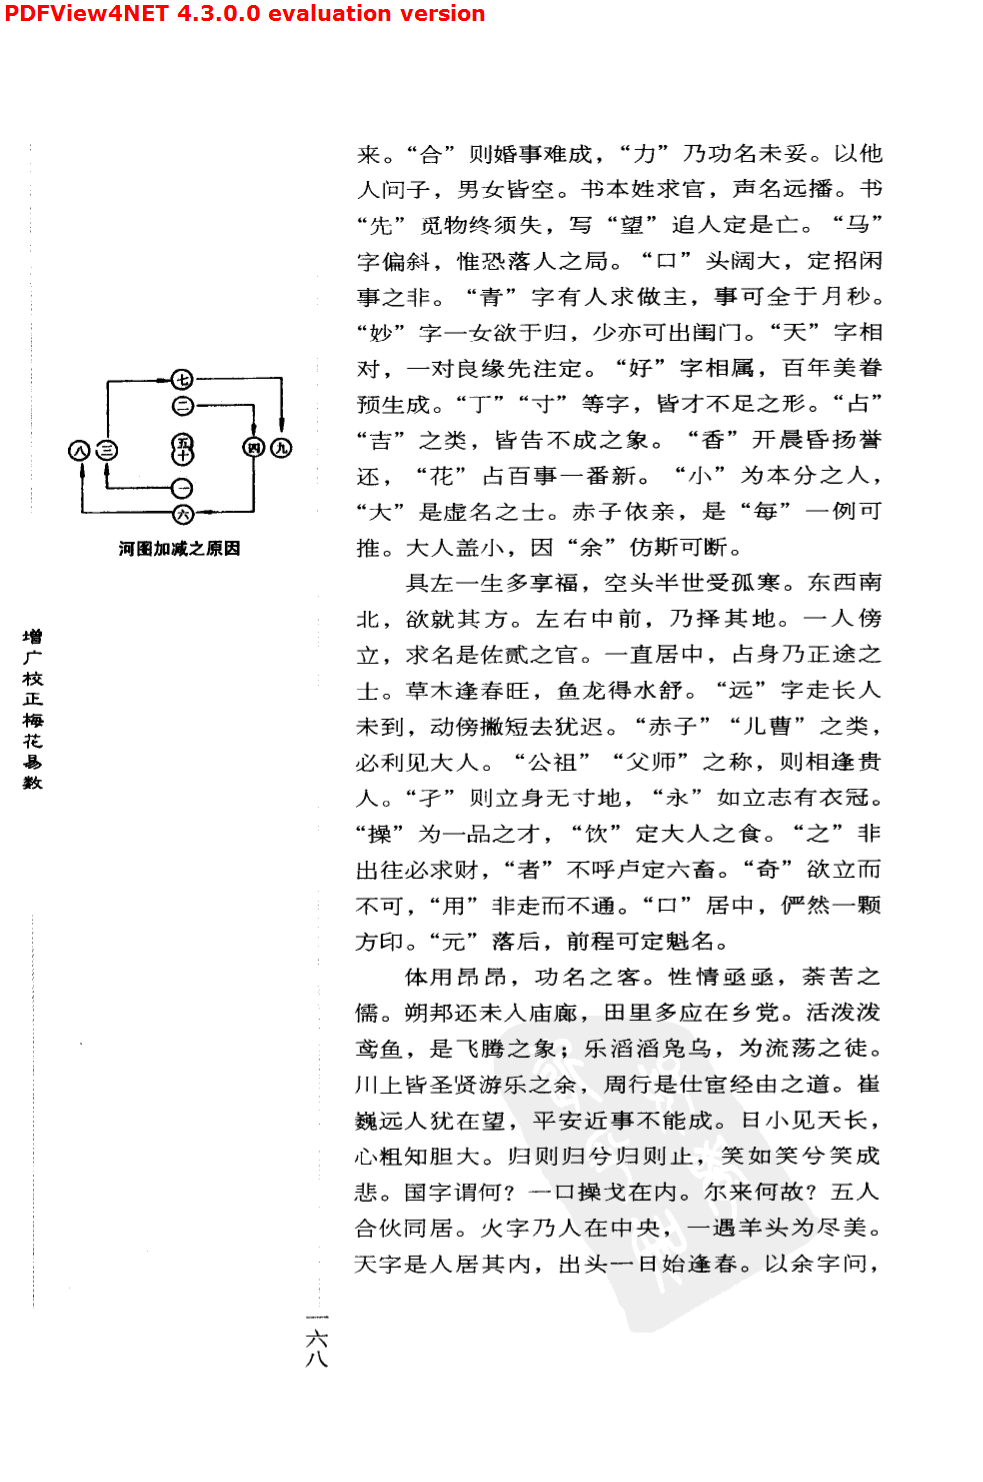 PDFView4NET 4.3.0.0 evaluation version
来。“合”则婚事难成，“力”乃功名未妥。以他
人问子，男女皆空。书本姓求官，声名远播。书
“先”觅物终须失，写“望”追人定是亡。“马”
字偏斜，惟恐落人之局。“口”头阔大，定招闲
事之非。“青”字有人求做主，事可全于月秒。
“妙”字一女欲于归，少亦可出闺门。“天”字相
对，一对良缘先注定。“好”字相属，百年美眷
预生成。“丁”“寸”等字，皆才不足之形。“占”
“吉”之类，皆告不成之象。“香”开晨昏扬誉
还，“花”占百事一番新。“小”为本分之人，
“大”是虚名之士。赤子依亲，是“每”一例可
推。大人盖小，因“余”仿斯可断。
具左一生多享福，空头半世受孤寒。东西南
北，欲就其方。左右中前，乃择其地。一人傍
立，求名是佐贰之官。一直居中，占身乃正途之
士。草木逢春旺，鱼龙得水舒。“远”字走长人
未到，动傍撇短去犹迟。“赤子”“儿曹”之类，
必利见大人。“公祖”“父师”之称，则相逢贵
人。“孑”则立身无寸地，“永”如立志有衣冠。
“操”为一品之才，“饮”定大人之食。“之”非
出往必求财，“者”不呼卢定六畜。“奇”欲立而
不可，“用”非走而不通。“口”居中，俨然一颗
方印。“元”落后，前程可定魁名。
体用昂昂，功名之客。性情亟亟，荼苦之
儒。朔邦还未入庙廊，田里多应在乡党。活泼泼
鸢鱼，是飞腾之象；乐滔滔凫乌，为流荡之徒。
川上皆圣贤游乐之余，周行是仕宦经由之道。崔
巍远人犹在望，平安近事不能成。日小见天长，
心粗知胆大。归则归兮归则止，笑如笑兮笑成
悲。国字谓何？一口操戈在内。尔来何故？五人
合伙同居。火字乃人在中央，一遇羊头为尽美。
天字是人居其内，出头一日始逢春。以余字问，
七
二
八 三 五十 四 九
一
六
河图加减之原因
增广校正梅花易数
一六八